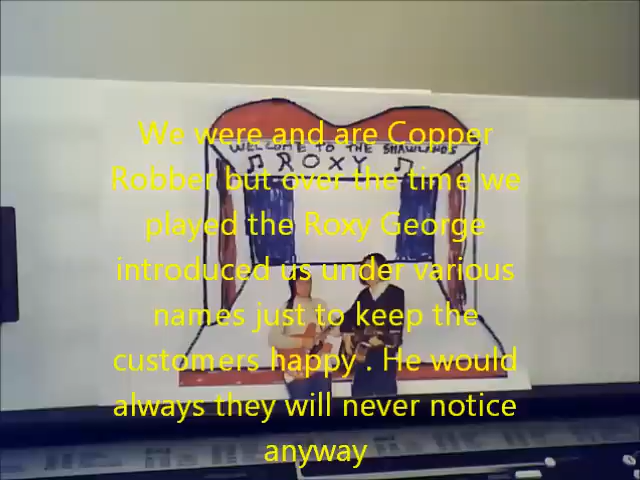 We were and are Copper
WELCOME TO THE SHAWLANDS
ROXY
Robber but over the time we
played the Roxy George
introduced us under various
names just to keep the
customers happy . He would
always they will never notice
anyway